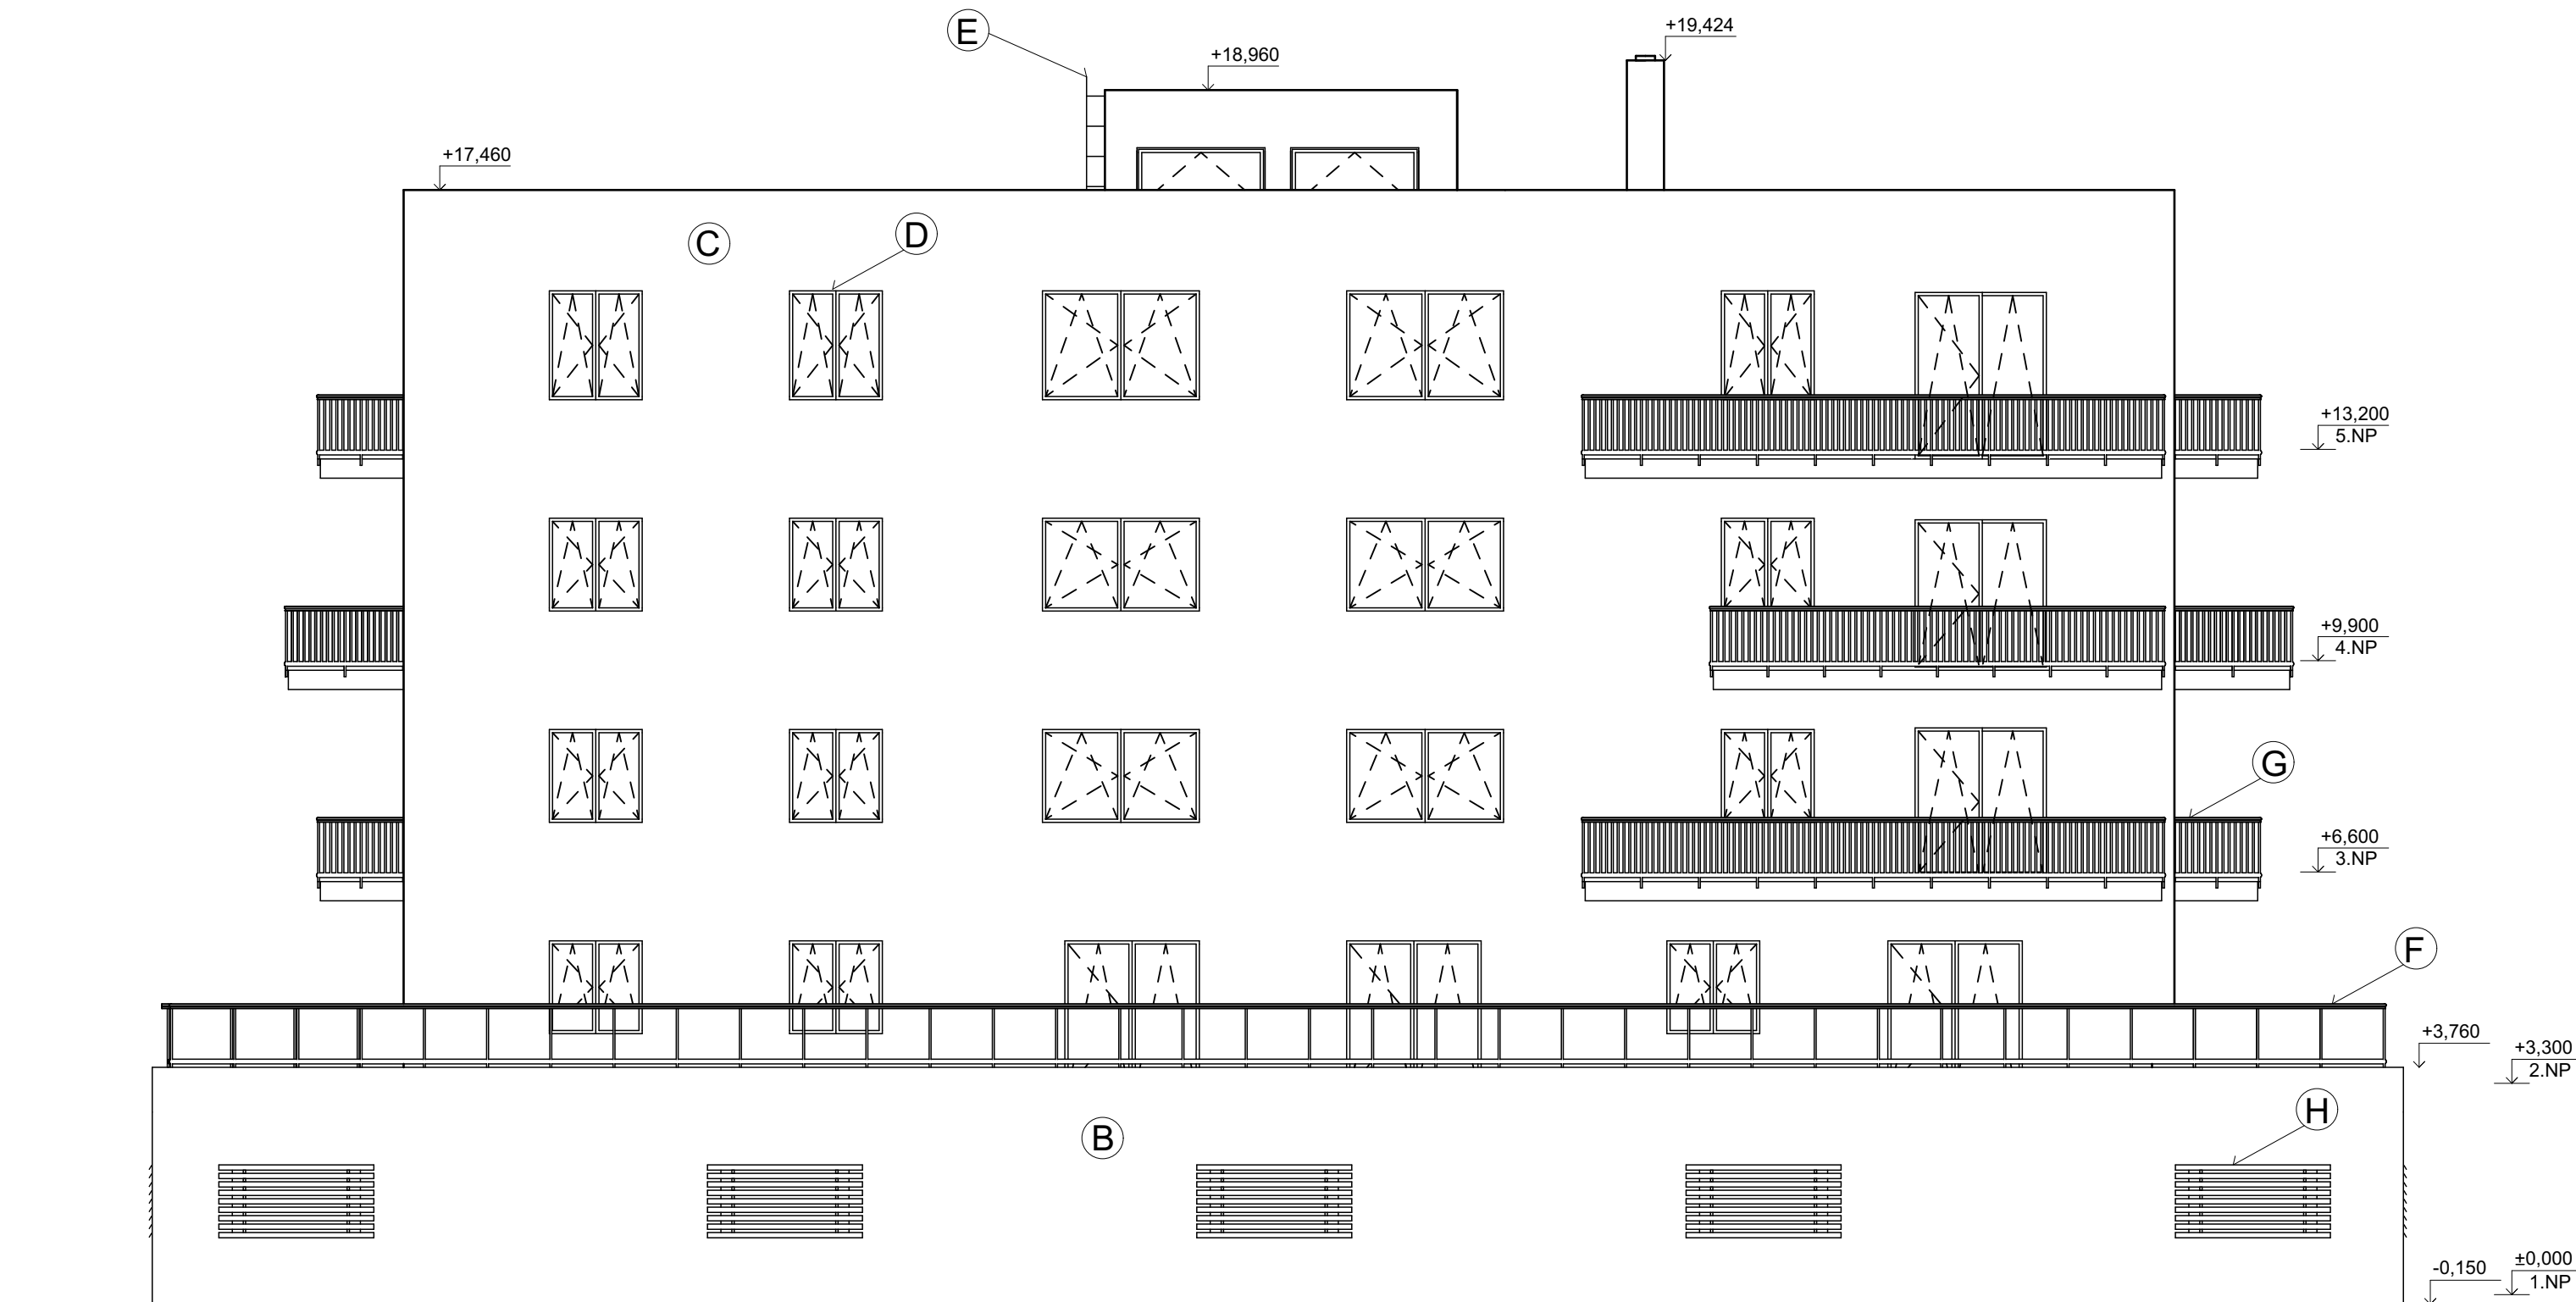 E
+19,424
+18,960
+17,460
C
D
+13,200
5.NP
+9,900
4.NP
G
+6,600
3.NP
F
+3,760
+3,300
2.NP
H
B
-0,150
±0,000
1.NP